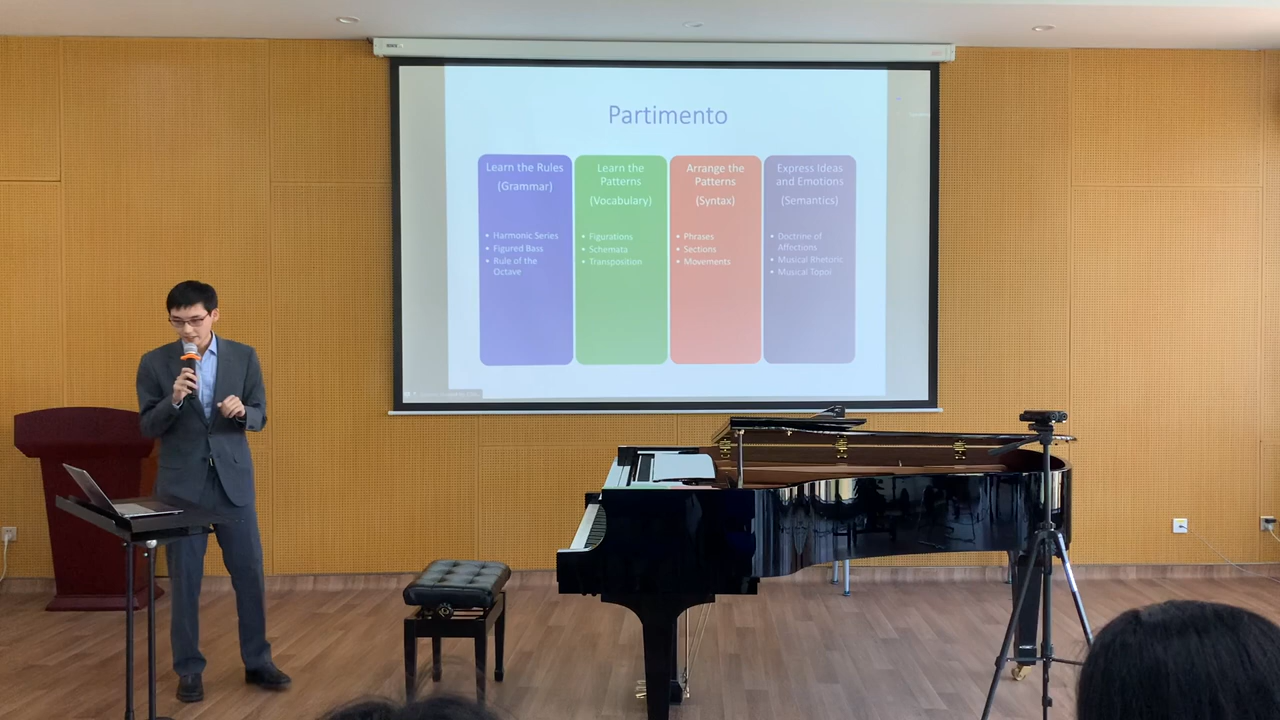 Partimento
Learn the Rules
(Grammar)
• Harmonic Series
• Figured Bass
• Rule of the
Octave
Learn the
Patterns
(Vocabulary)
• Figurations
• Schemata
• Transposition
Arrange the
Patterns
(Syntax)
• Phrases
• Sections
• Movements
Express Ideas
and Emotions
(Semantics)
• Doctrine of
Affections
• Musical Rhetoric
• Musical Topoi